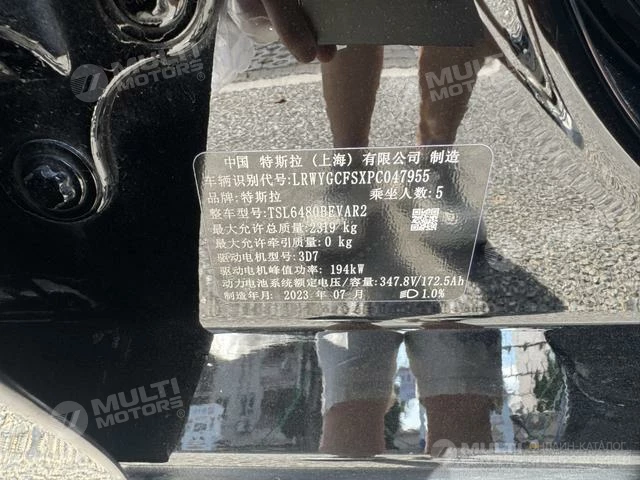 MULTI MOTORS®
MULTI MOTORS
中国 特斯拉（上海）有限公司 制造
车辆识别代号:LRWYGCFSXPC047955
品牌:特斯拉 乘坐人数:5
整车型号:TSL6480BEVAR2
最大允许总质量:2319 kg
最大允许牵引质量:0 kg
驱动电机型号:3D7
驱动电机峰值功率: 194kW
动力电池系统额定电压/容量:347.8V/172.5Ah
制造年月: 2023 年 07 月 1.0%
MULTI MOTORS®
MULTI
ОНЛАЙН-КАТАЛОГ